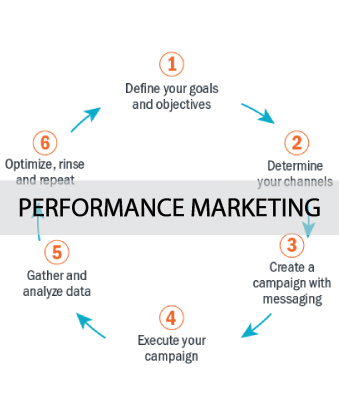 1
Define your goals
and objectives
2
Determine
your channels
3
Create a
campaign with
messaging
4
Execute your
campaign
5
Gather and
analyze data
6
Optimize, rinse
and repeat
PERFORMANCE MARKETING